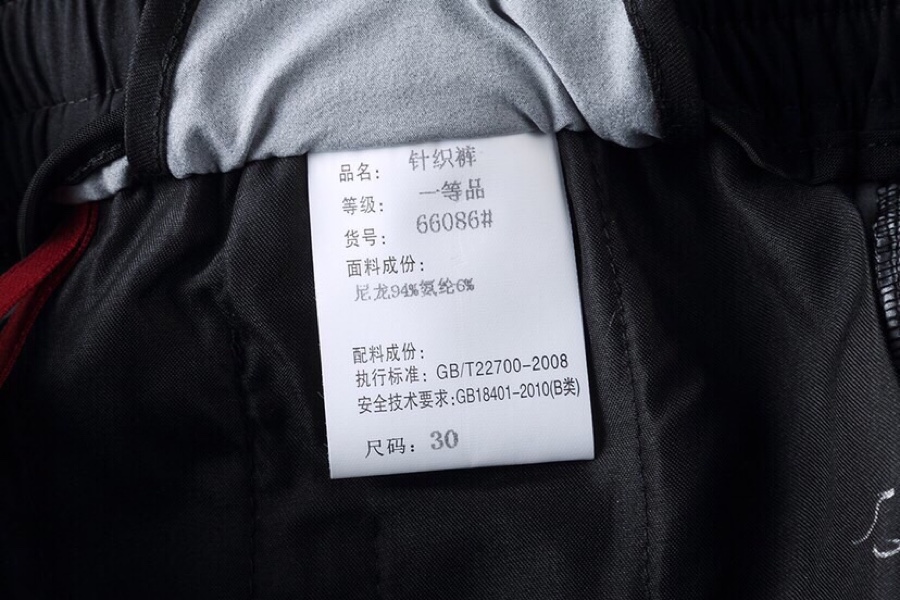 品名: 针织裤
等级: 一等品
货号: 66086#
面料成份:
尼龙94%氨纶6%
配料成份:
执行标准: GB/T22700-2008
安全技术要求:GB18401-2010(B类)
尺码: 30